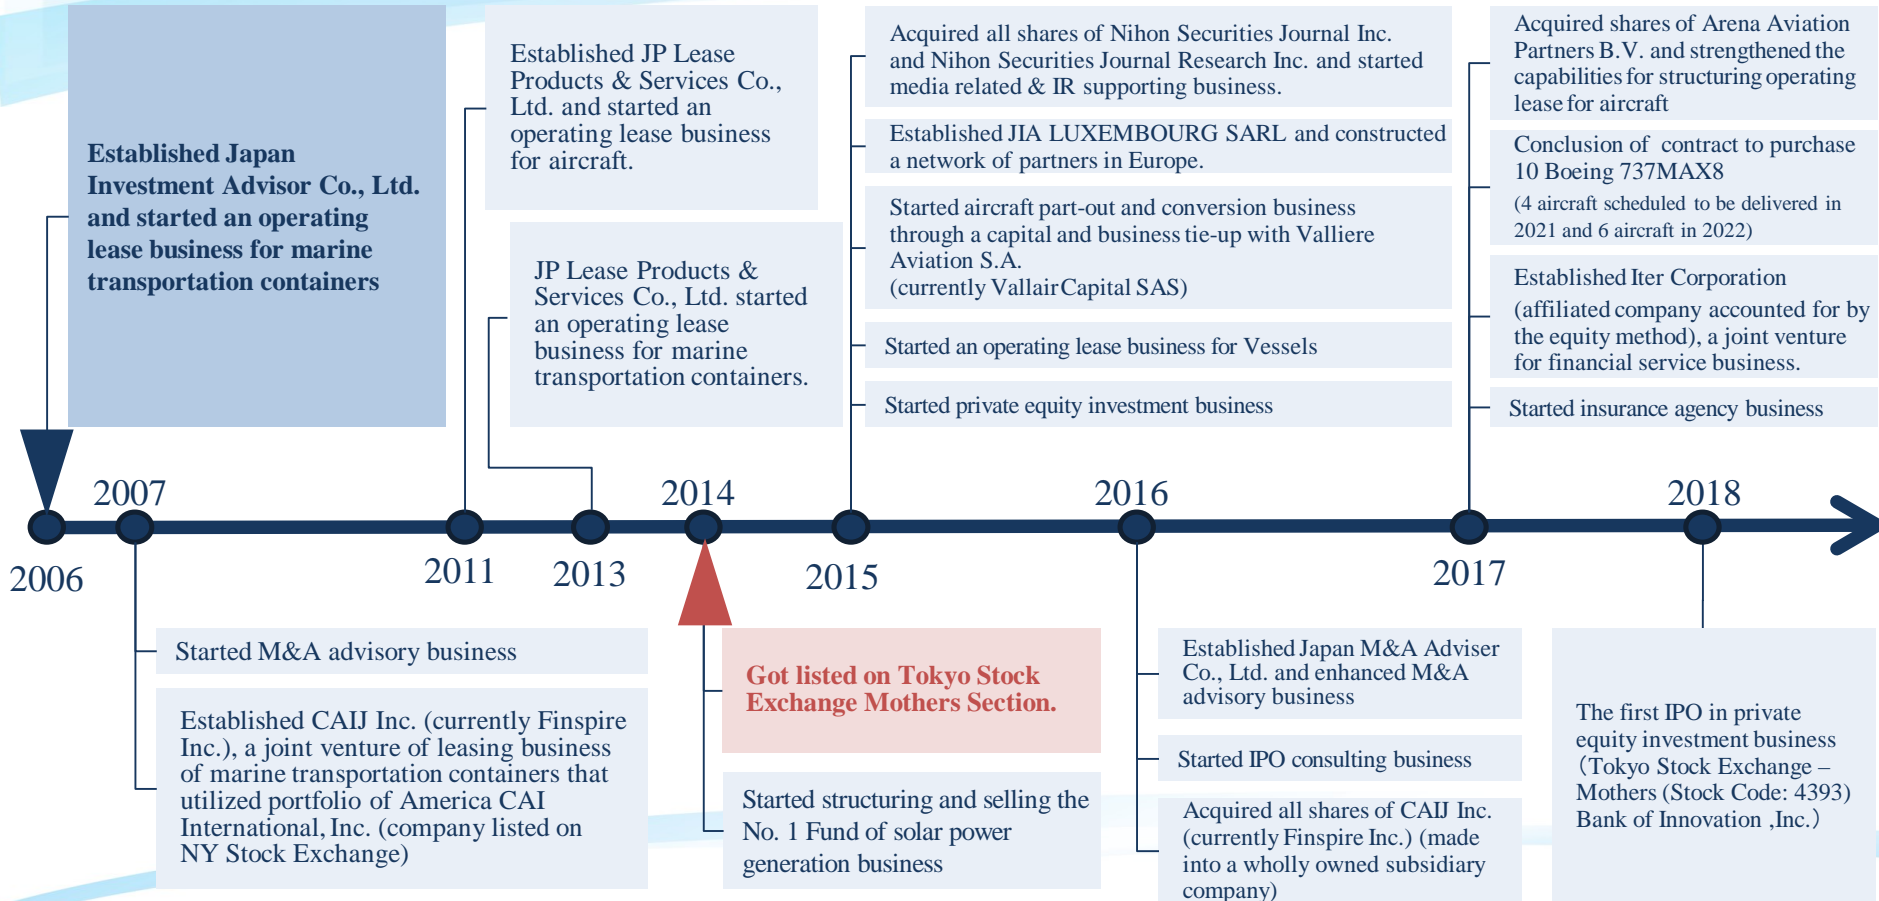 Established Japan
Investment Advisor Co., Ltd.
and started an operating
lease business for marine
transportation containers
Established JP Lease
Products & Services Co.,
Ltd. and started an
operating lease business
for aircraft.
JP Lease Products &
Services Co., Ltd. started
an operating lease
business for marine
transportation containers.
Acquired all shares of Nihon Securities Journal Inc.
and Nihon Securities Journal Research Inc. and started
media related & IR supporting business.
Established JIA LUXEMBOURG SARL and constructed
a network of partners in Europe.
Started aircraft part-out and conversion business
through a capital and business tie-up with Valliere
Aviation S.A.
(currently Vallair Capital SAS)
Started an operating lease business for Vessels
Started private equity investment business
Acquired shares of Arena Aviation
Partners B.V. and strengthened the
capabilities for structuring operating
lease for aircraft
Conclusion of contract to purchase
10 Boeing 737MAX8
(4 aircraft scheduled to be delivered in
2021 and 6 aircraft in 2022)
Established Iter Corporation
(affiliated company accounted for by
the equity method), a joint venture
for financial service business.
Started insurance agency business
2007
2014
2016
2018
2006
2011
2013
2015
2017
Started M&A advisory business
Established CAIJ Inc. (currently Finspire
Inc.), a joint venture of leasing business
of marine transportation containers that
utilized portfolio of America CAI
International, Inc. (company listed on
NY Stock Exchange)
Got listed on Tokyo Stock
Exchange Mothers Section.
Started structuring and selling the
No. 1 Fund of solar power
generation business
Established Japan M&A Adviser
Co., Ltd. and enhanced M&A
advisory business
Started IPO consulting business
Acquired all shares of CAIJ Inc.
(currently Finspire Inc.) (made
into a wholly owned subsidiary
company)
The first IPO in private
equity investment business
（Tokyo Stock Exchange –
Mothers (Stock Code: 4393)
Bank of Innovation ,Inc.）